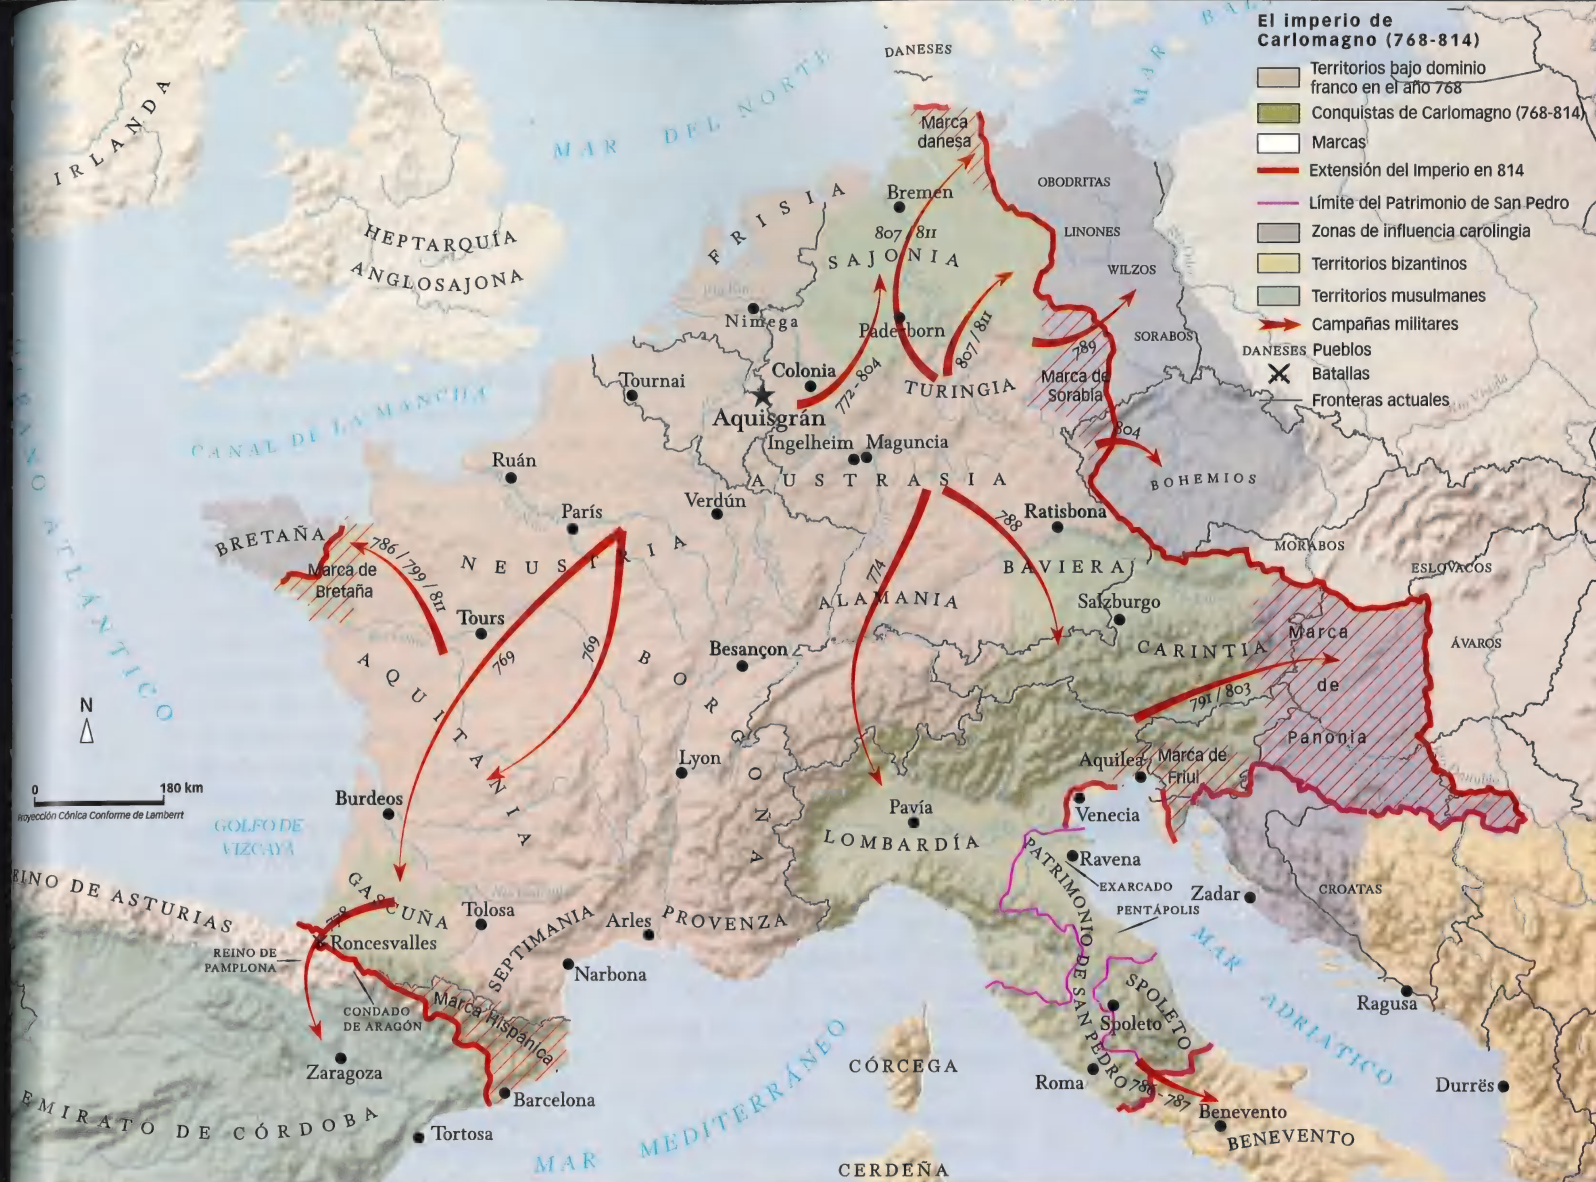 El imperio de
Carlomagno (768-814)
Territorios bajo dominio
franco en el año 768
Conquistas de Carlomagno (768-814)
Marcas
Extensión del Imperio en 814
Límite del Patrimonio de San Pedro
Zonas de influencia carolingia
Territorios bizantinos
Territorios musulmanes
Campañas militares
DANESES Pueblos
Batallas
Fronteras actuales
DANESES
MAR
IRLANDA
MAR DEL NORTE
Marca
danesa
OBODRITAS
Bremen
FRISIA
HEPTARQUÍA
ANGLOSAJONA
807 / 811
SAJONIA
LINONES
WILZOS
Nimega
Paderborn
807 / 811
789
SORABOS
Tournai
Colonia
772 - 804
TURINGIA
Marca de
Sorabia
CANAL DE LA MANCHA
Aquisgrán
Ingelheim
Maguncia
804
Ruán
AUSTRASIA
BOHEMIOS
Verdún
París
788
Ratisbona
BRETAÑA
786 / 799 / 811
NEUSTRIA
MORABOS
Marca de
Bretaña
774
BAVIERA
ESLOVACOS
ALAMANIA
Salzburgo
ATLÁNTICO
Tours
769
769
Besançon
CARINTIA
Marca
de
Panonia
ÁVAROS
AQUITANIA
BORGOÑA
791 / 803
N
Lyon
Aquilea
Marca de
Friul
0
180 km
Proyección Cónica Conforme de Lambertt
Burdeos
GOLFO DE
VIZCAYA
Pavía
LOMBARDÍA
Venecia
PATRIMONIO DE SAN PEDRO
Ravena
EXARCADO
PENTÁPOLIS
Zadar
CROATAS
INO DE ASTURIAS
GASCUÑA
778
Tolosa
SEPTIMANIA
Arles
PROVENZA
Roncesvalles
REINO DE
PAMPLONA
Narbona
MAR ADRIÁTICO
CONDADO
DE ARAGÓN
Marca Hispánica
SPOLETO
Spoleto
Ragusa
Zaragoza
CÓRCEGA
Roma
786-787
Durrës
Barcelona
Benevento
BENEVENTO
EMIRATO DE CÓRDOBA
Tortosa
MAR MEDITERRÁNEO
CERDEÑA